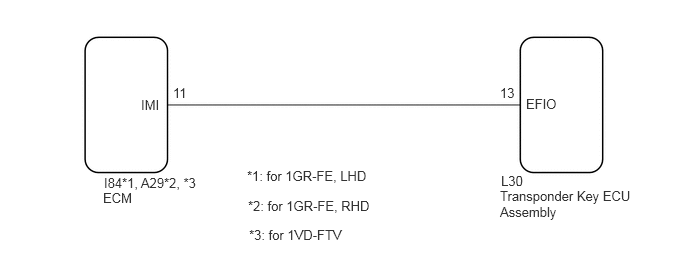 11
13
IMI
EFIO
I84*1, A29*2, *3
ECM
*1: for 1GR-FE, LHD
*2: for 1GR-FE, RHD
*3: for 1VD-FTV
L30
Transponder Key ECU
Assembly